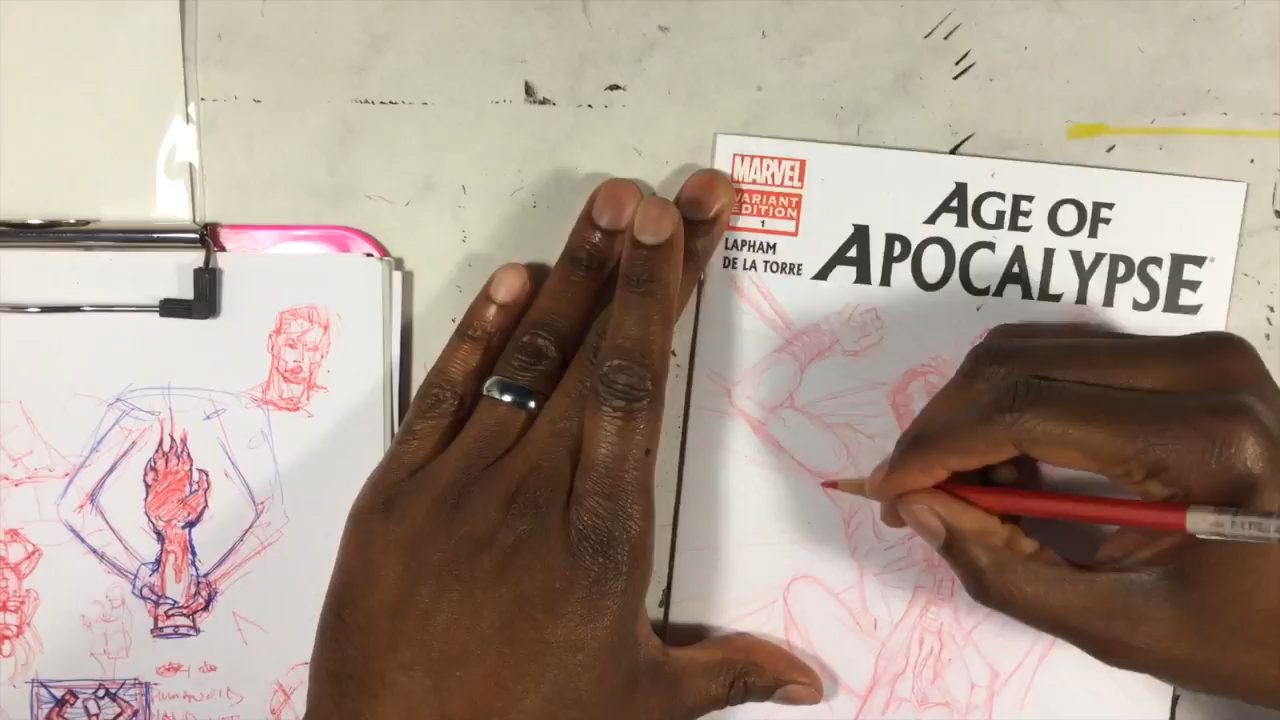 MARVEL
VARIANT
EDITION
1
LAPHAM
DE LA TORRE
AGE OF
APOCALYPSE